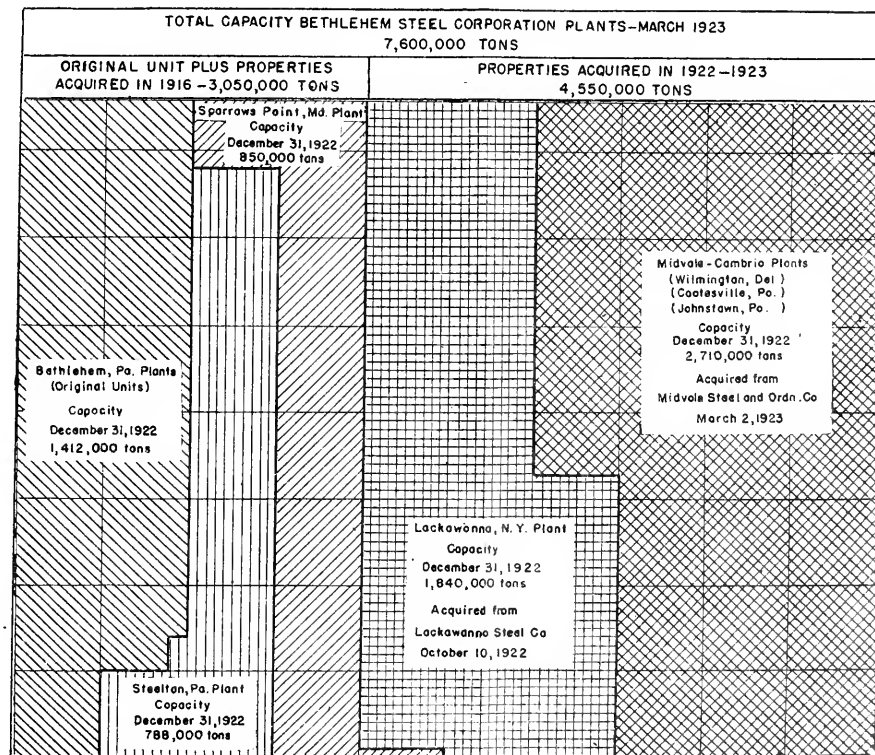 TOTAL CAPACITY BETHLEHEM STEEL CORPORATION PLANTS-MARCH 1923
7,600,000 TONS
ORIGINAL UNIT PLUS PROPERTIES
ACQUIRED IN 1916 -3,050,000 TONS
PROPERTIES ACQUIRED IN 1922-1923
4,550,000 TONS
Sparrows Point, Md. Plant
Capacity
December 31, 1922
850,000 tons
Midvale-Cambria Plants
(Wilmington, Del)
(Coatesville, Pa.)
(Johnstown, Pa. )
Capacity
December 31, 1922
2,710,000 tons
Acquired from
Midvale Steel and Ordn. Co
March 2, 1923
Bethlehem, Pa. Plants
(Original Units)
Capacity
December 31, 1922
1,412,000 tons
Lackawanna, N.Y. Plant
Capacity
December 31, 1922
1,840,000 tons
Acquired from
Lackawanna Steel Co
October 10, 1922
Steelton, Pa. Plant
Capacity
December 31, 1922
788,000 tons